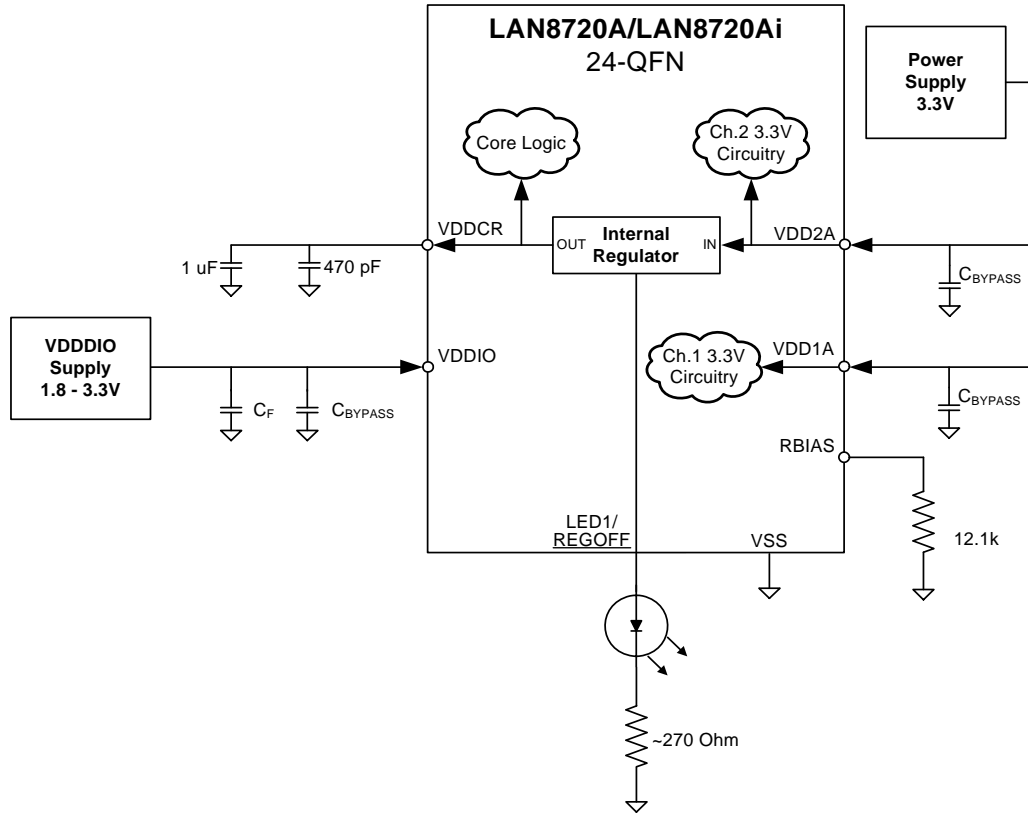 LAN8720A/LAN8720Ai
24-QFN
Power
Supply
3.3V
Core Logic
Ch.2 3.3V
Circuitry
VDDCR
OUT
Internal
Regulator
IN
VDD2A
1 uF
470 pF
CBYPASS
VDDDIO
Supply
1.8 - 3.3V
VDDIO
Ch.1 3.3V
Circuitry
VDD1A
CF
CBYPASS
CBYPASS
RBIAS
12.1k
LED1/
REGOFF
VSS
~270 Ohm